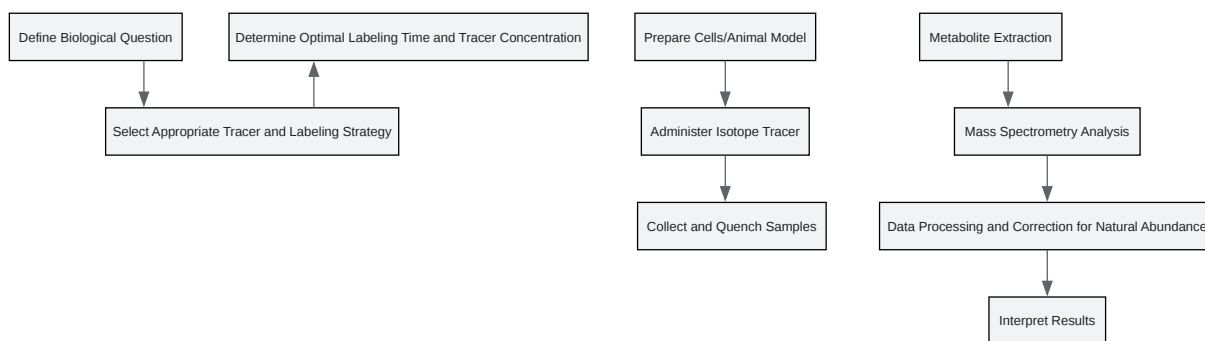 Define Biological Question
Determine Optimal Labeling Time and Tracer Concentration
Prepare Cells/Animal Model
Metabolite Extraction
Select Appropriate Tracer and Labeling Strategy
Administer Isotope Tracer
Mass Spectrometry Analysis
Collect and Quench Samples
Data Processing and Correction for Natural Abundance
Interpret Results